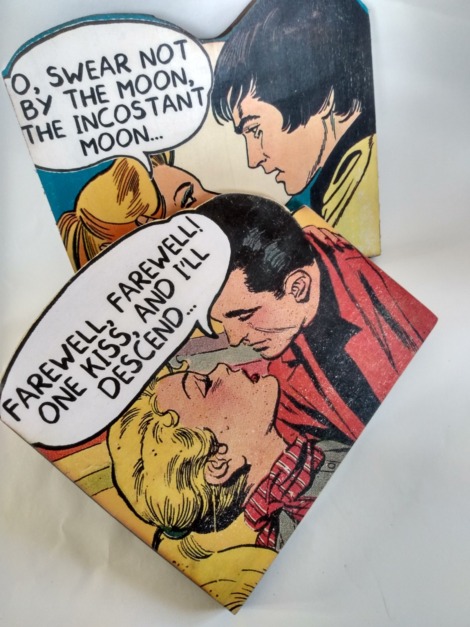 O, SWEAR NOT
BY THE MOON,
THE INCOSTANT
MOON...
FAREWELL, FAREWELL!
ONE KISS, AND I'LL
DESCEND...